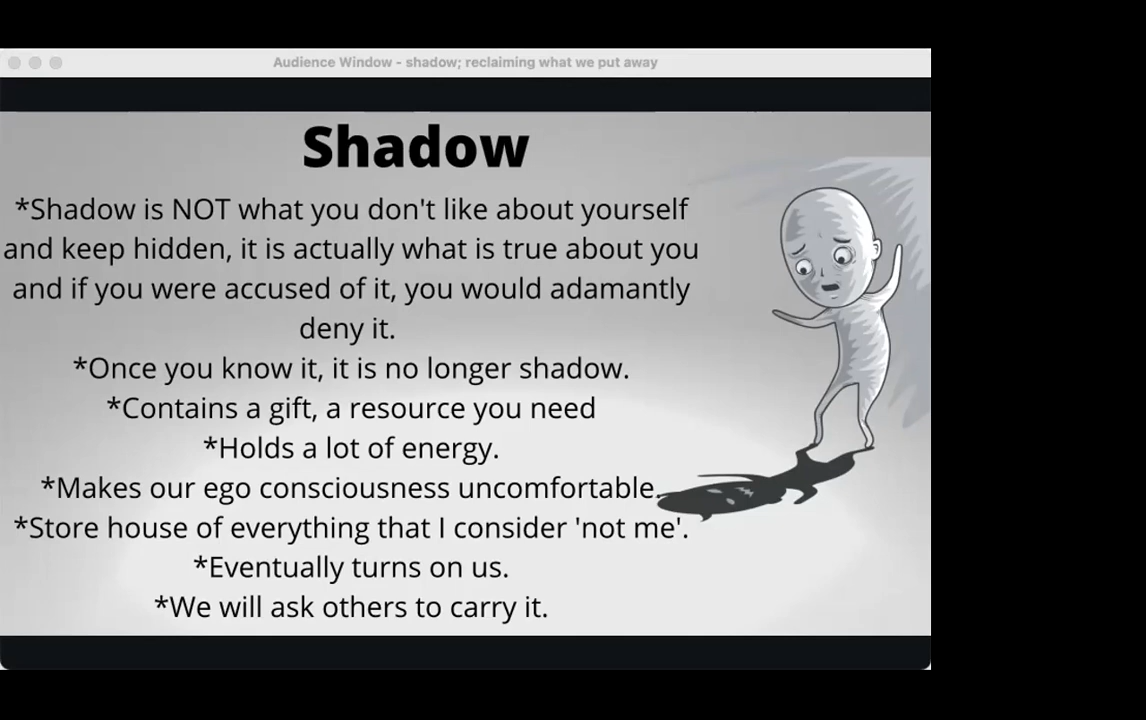 Audience Window - shadow; reclaiming what we put away
Shadow
*Shadow is NOT what you don't like about yourself
and keep hidden, it is actually what is true about you
and if you were accused of it, you would adamantly
deny it.
*Once you know it, it is no longer shadow.
*Contains a gift, a resource you need
*Holds a lot of energy.
*Makes our ego consciousness uncomfortable.
*Store house of everything that I consider 'not me'.
*Eventually turns on us.
*We will ask others to carry it.